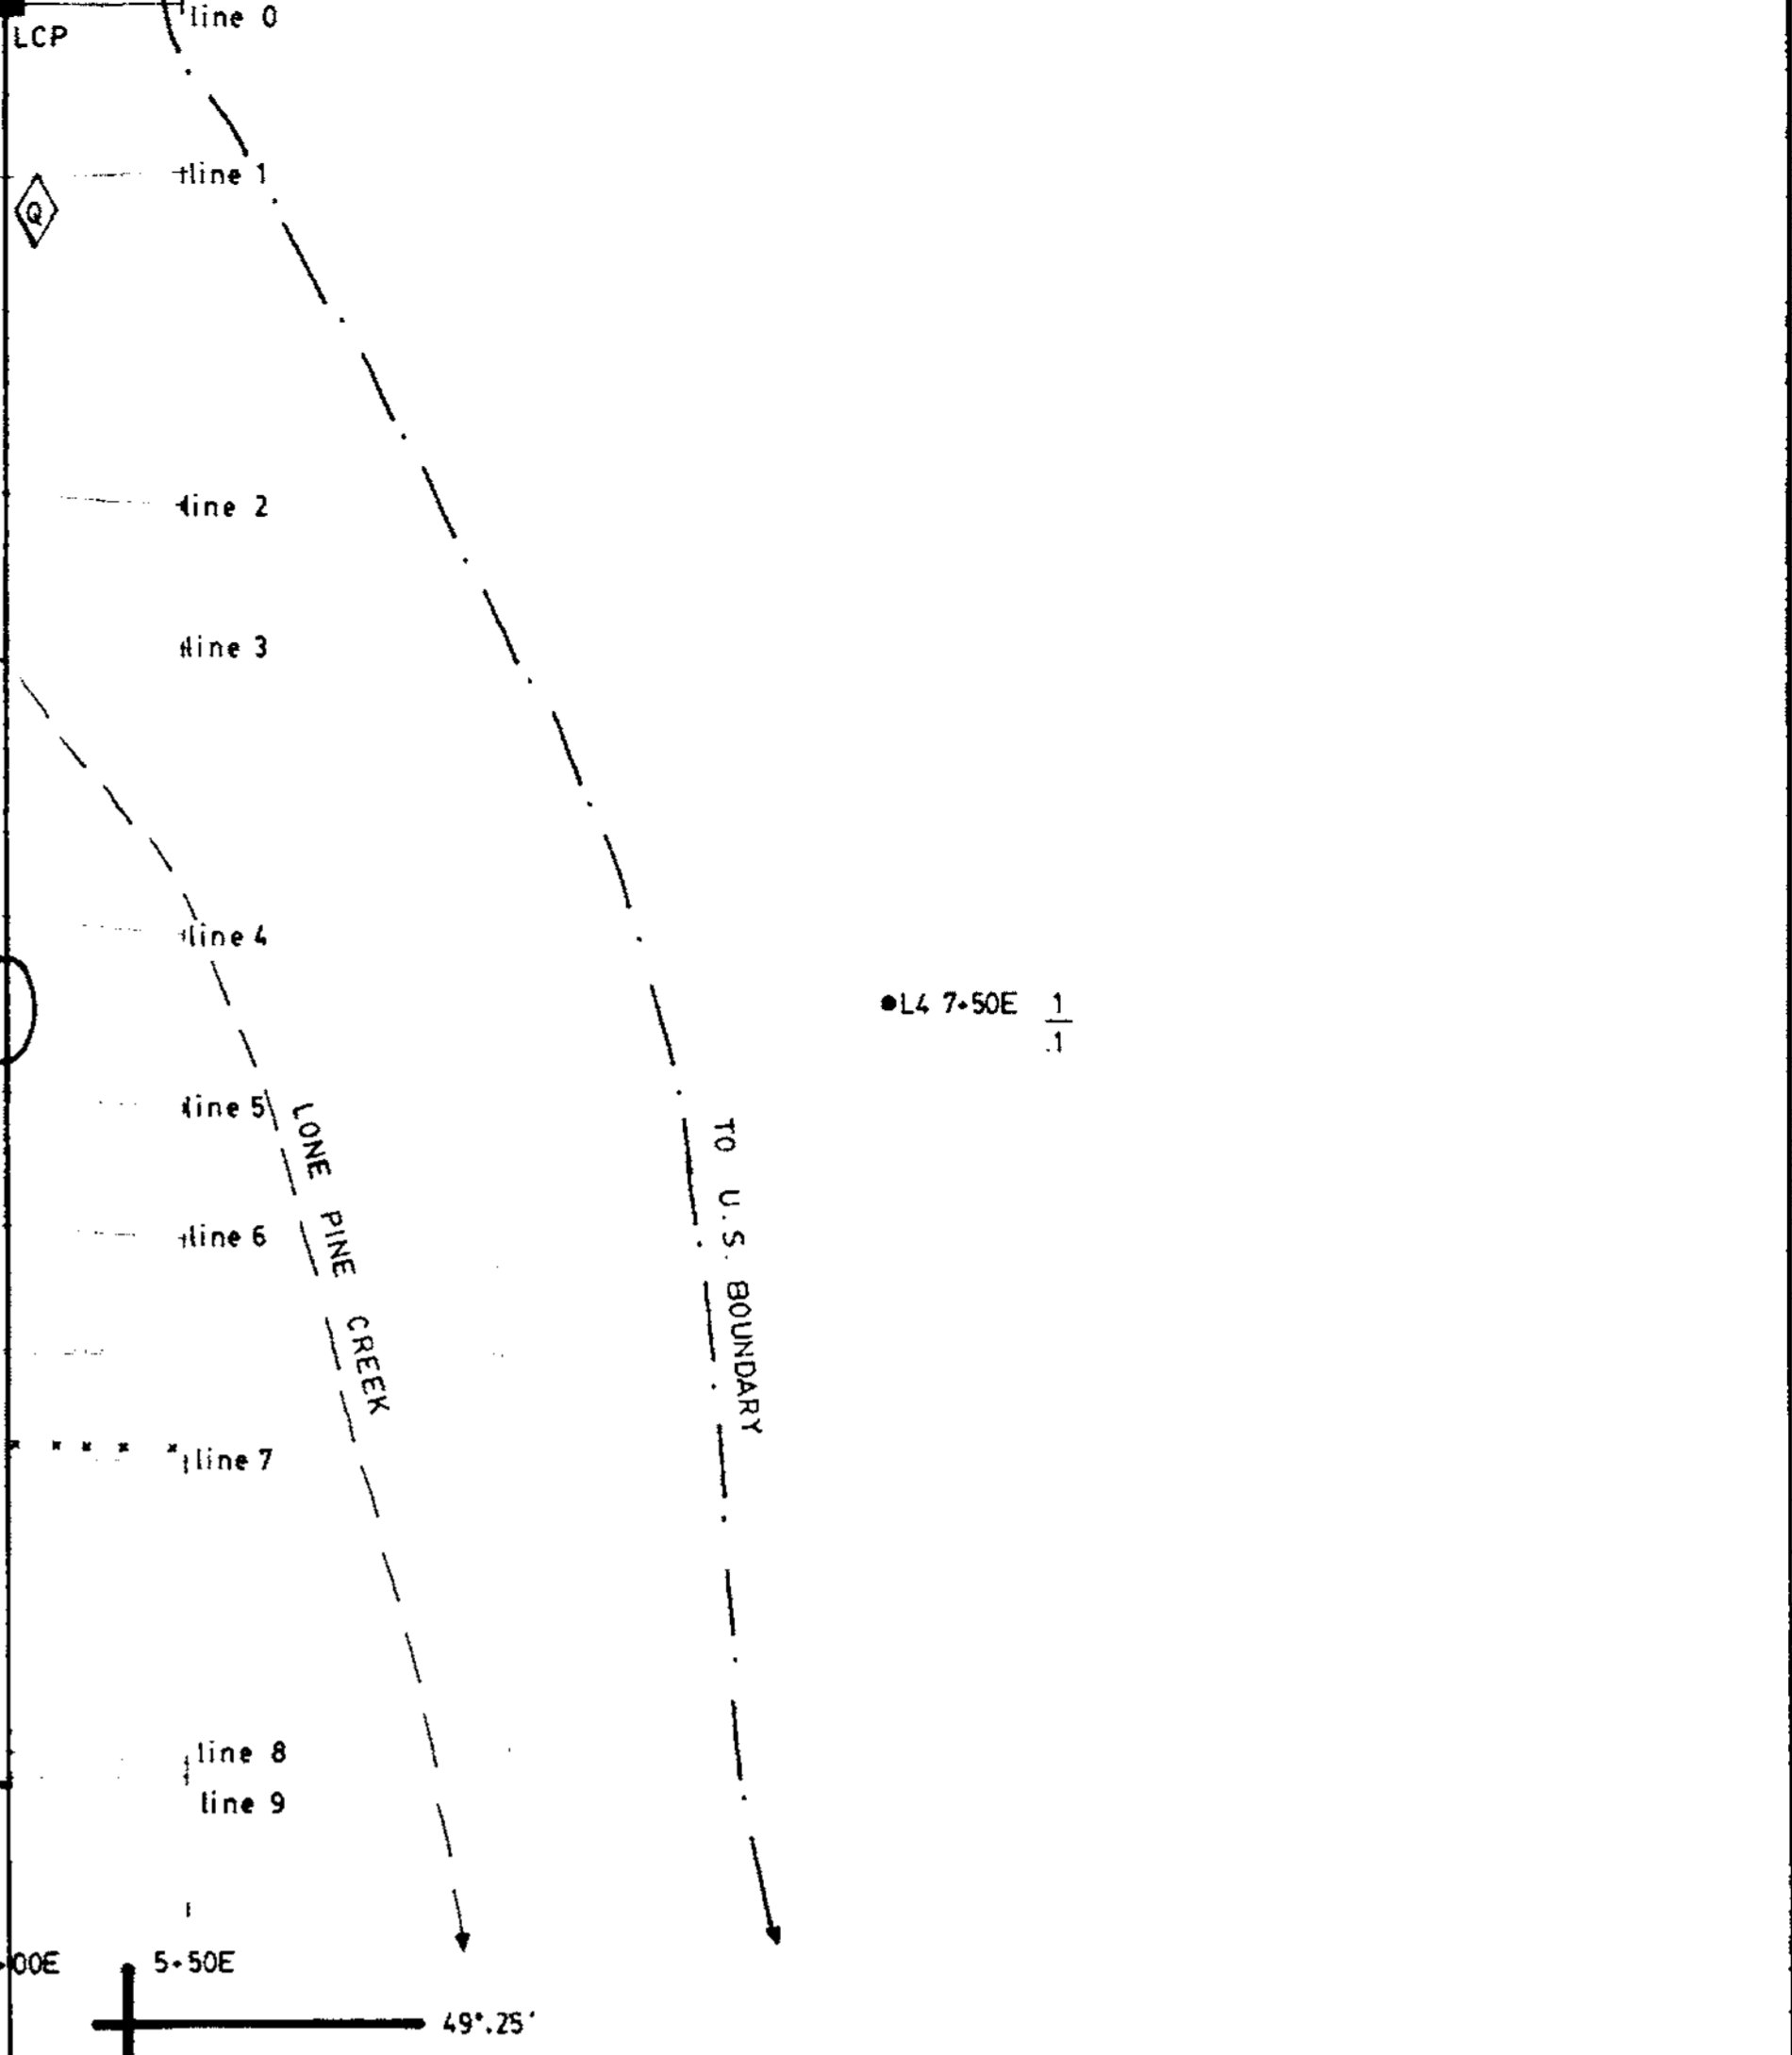 line 0
LCP
line 1
Q
line 2
line 3
line 4
L4 7+50E 1
.1
line 5
LONE PINE CREEK
TO U.S. BOUNDARY
line 6
line 7
line 8
line 9
00E
5+50E
49°.25'